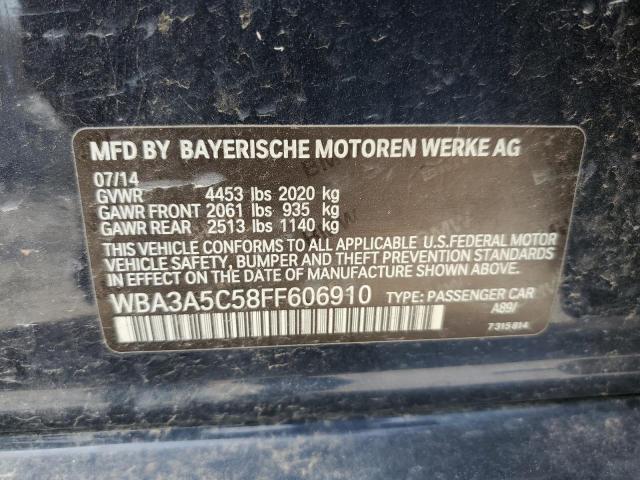 MFD BY BAYERISCHE MOTOREN WERKE AG
07/14
GVWR 4453 lbs 2020 kg
GAWR FRONT 2061 lbs 935 kg
GAWR REAR 2513 lbs 1140 kg
THIS VEHICLE CONFORMS TO ALL APPLICABLE U.S.FEDERAL MOTOR
VEHICLE SAFETY, BUMPER AND THEFT PREVENTION STANDARDS
IN EFFECT ON THE DATE OF MANUFACTURE SHOWN ABOVE.
WBA3A5C58FF606910 TYPE: PASSENGER CAR
A89/
7315814